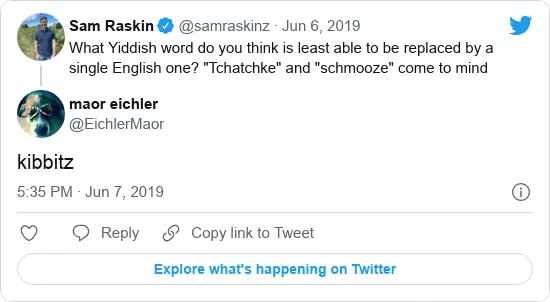 Sam Raskin @samraskinz · Jun 6, 2019
What Yiddish word do you think is least able to be replaced by a
single English one? "Tchatchke" and "schmooze" come to mind
maor eichler
@EichlerMaor
kibbitz
5:35 PM · Jun 7, 2019
Reply Copy link to Tweet
Explore what's happening on Twitter